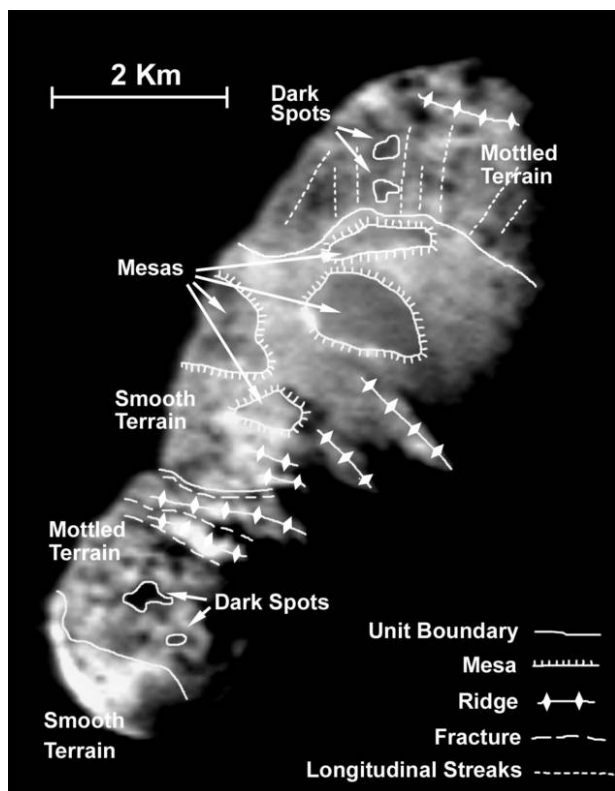 2 Km
Dark
Spots
Mottled
Terrain
Mesas
Smooth
Terrain
Mottled
Terrain
Dark Spots
Smooth
Terrain
Unit Boundary
Mesa
Ridge
Fracture
Longitudinal Streaks